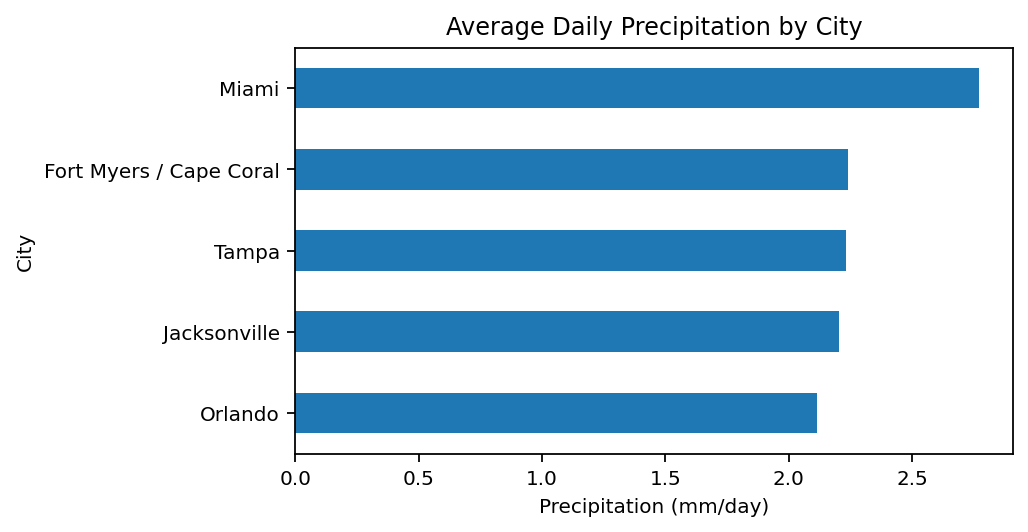 Average Daily Precipitation by City
Miami
Fort Myers / Cape Coral
Tampa
Jacksonville
Orlando
City
0.0 0.5 1.0 1.5 2.0 2.5
Precipitation (mm/day)